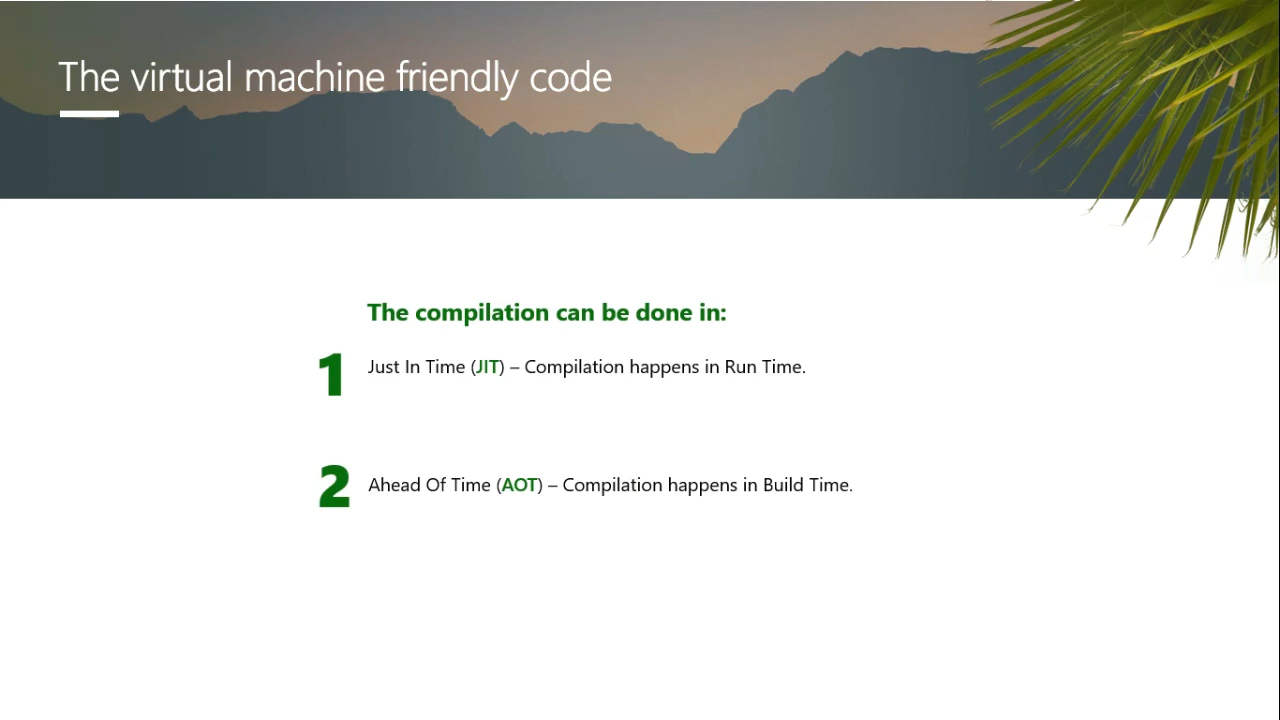 The virtual machine friendly code
The compilation can be done in:
1 Just In Time (JIT) – Compilation happens in Run Time.
2 Ahead Of Time (AOT) – Compilation happens in Build Time.